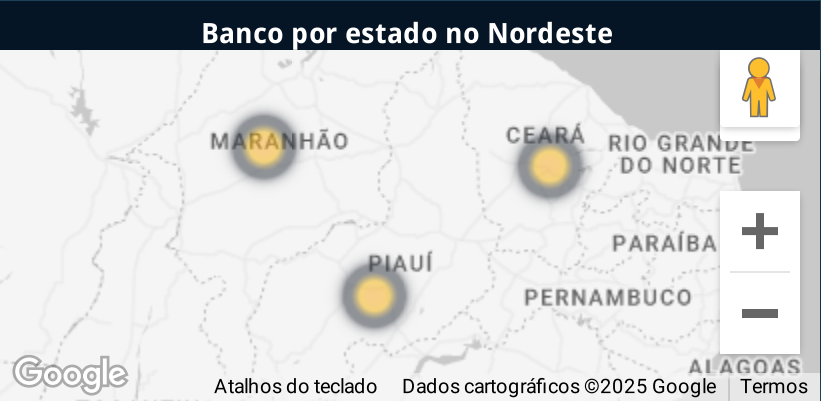 Banco por estado no Nordeste
MARANHÃO
CEARÁ
RIO GRANDE
DO NORTE
PARAÍBA
PIAUÍ
PERNAMBUCO
ALAGOAS
Google
Atalhos do teclado
Dados cartográficos ©2025 Google
Termos